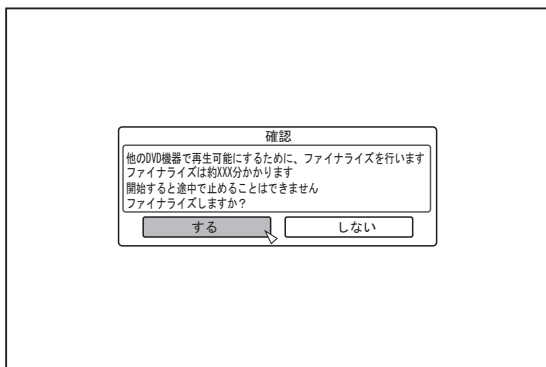 確認
他のDVD機器で再生可能にするために、ファイナライズを行います
ファイナライズは約XXX分かかります
開始すると途中で止めることはできません
ファイナライズしますか？
する
しない